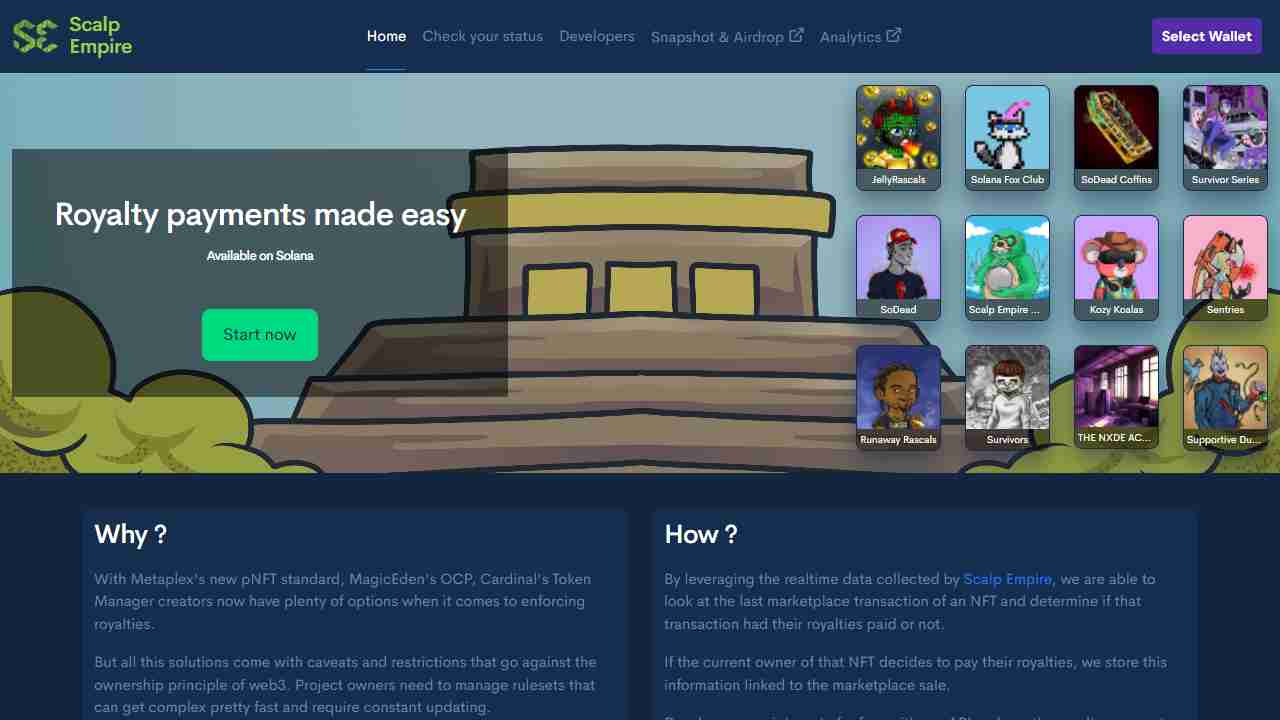 Scalp
Empire
Home
Check your status
Developers
Snapshot & Airdrop
Analytics
Select Wallet
Royalty payments made easy
Available on Solana
Start now
JellyRascals
Solana Fox Club
SoDead Coffins
Survivor Series
SoDead
Scalp Empire ...
Kozy Koalas
Sentries
Runaway Rascals
Survivors
THE NXDE AC...
Supportive Du...
Why ?
With Metaplex's new pNFT standard, MagicEden's OCP, Cardinal's Token
Manager creators now have plenty of options when it comes to enforcing
royalties.
But all this solutions come with caveats and restrictions that go against the
ownership principle of web3. Project owners need to manage rulesets that
can get complex pretty fast and require constant updating.
How ?
By leveraging the realtime data collected by Scalp Empire, we are able to
look at the last marketplace transaction of an NFT and determine if that
transaction had their royalties paid or not.
If the current owner of that NFT decides to pay their royalties, we store this
information linked to the marketplace sale.